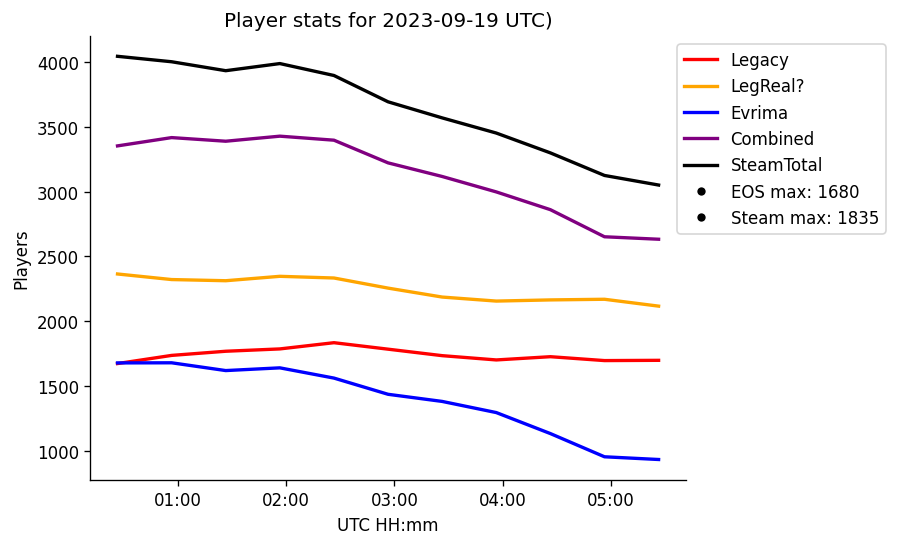 Player stats for 2023-09-19 UTC)
4000
3500
3000
2500
2000
1500
1000
Players
01:00 02:00 03:00 04:00 05:00
UTC HH:mm
Legacy
LegReal?
Evrima
Combined
SteamTotal
EOS max: 1680
Steam max: 1835